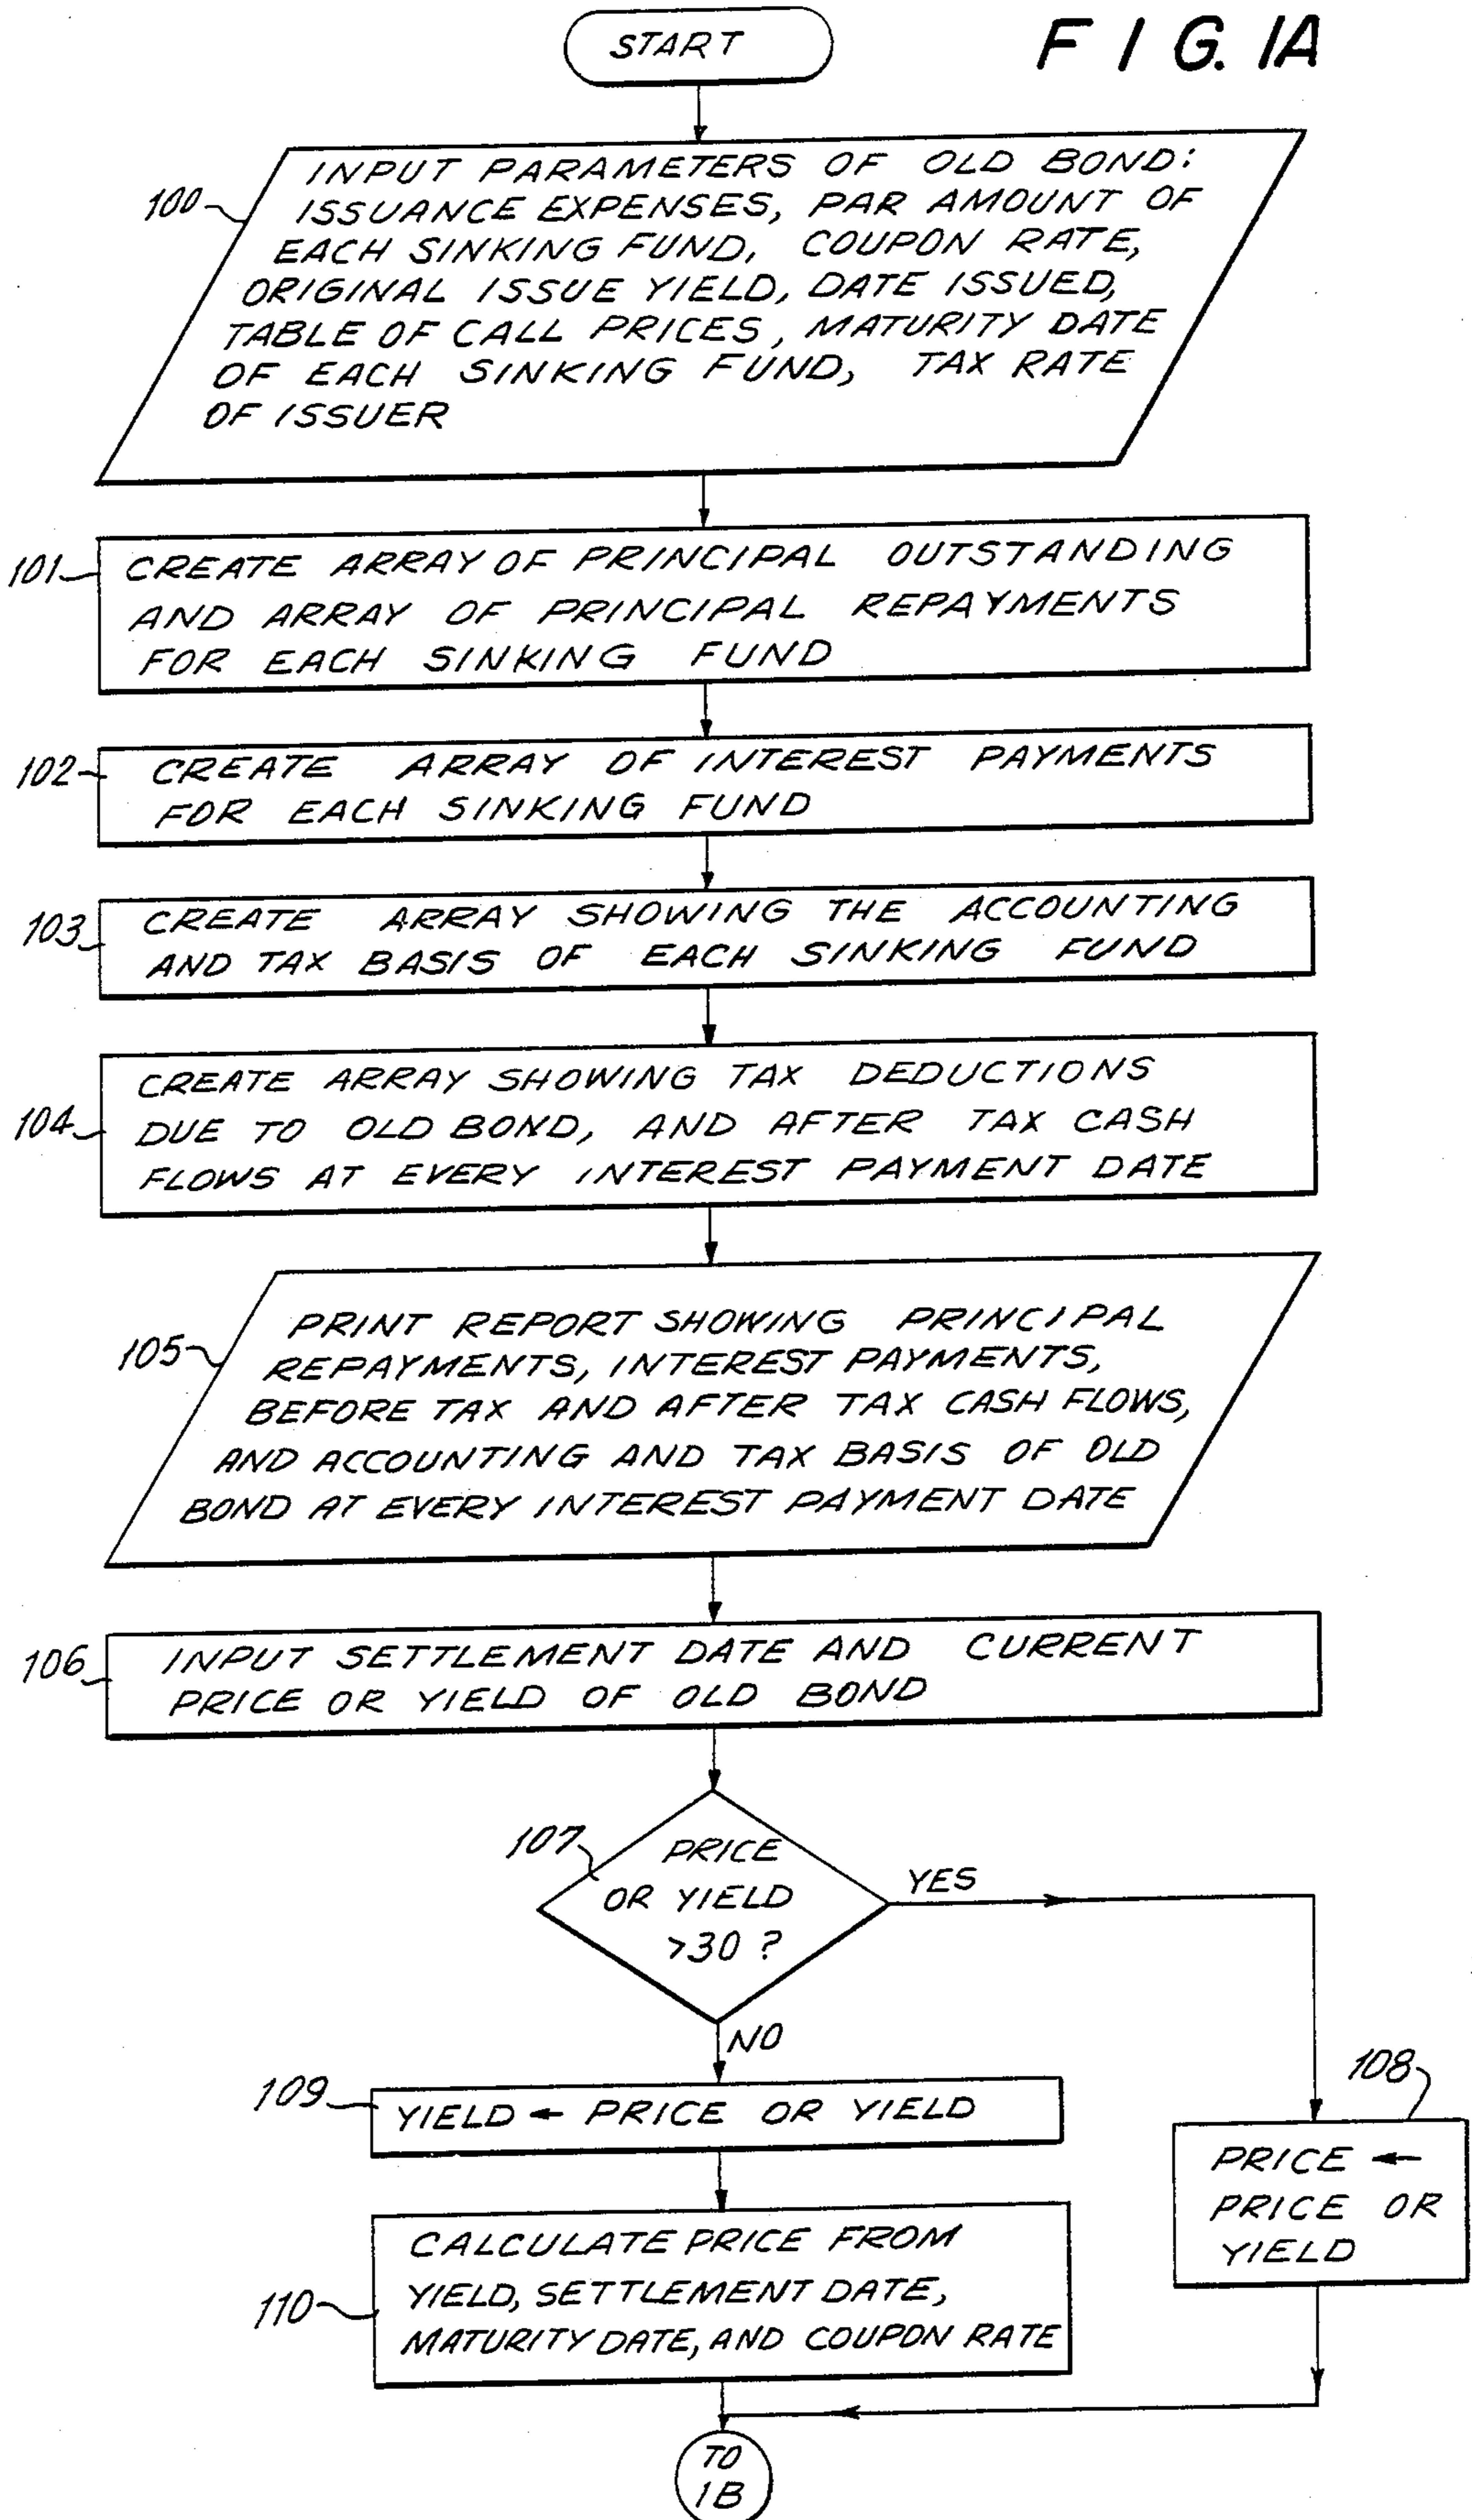 START
F I G. 1A
100
INPUT PARAMETERS OF OLD BOND:
ISSUANCE EXPENSES, PAR AMOUNT OF
EACH SINKING FUND, COUPON RATE,
ORIGINAL ISSUE YIELD, DATE ISSUED,
TABLE OF CALL PRICES, MATURITY DATE
OF EACH SINKING FUND, TAX RATE
OF ISSUER
101
CREATE ARRAY OF PRINCIPAL OUTSTANDING
AND ARRAY OF PRINCIPAL REPAYMENTS
FOR EACH SINKING FUND
102
CREATE ARRAY OF INTEREST PAYMENTS
FOR EACH SINKING FUND
103
CREATE ARRAY SHOWING THE ACCOUNTING
AND TAX BASIS OF EACH SINKING FUND
104
CREATE ARRAY SHOWING TAX DEDUCTIONS
DUE TO OLD BOND, AND AFTER TAX CASH
FLOWS AT EVERY INTEREST PAYMENT DATE
105
PRINT REPORT SHOWING PRINCIPAL
REPAYMENTS, INTEREST PAYMENTS,
BEFORE TAX AND AFTER TAX CASH FLOWS,
AND ACCOUNTING AND TAX BASIS OF OLD
BOND AT EVERY INTEREST PAYMENT DATE
106
INPUT SETTLEMENT DATE AND CURRENT
PRICE OR YIELD OF OLD BOND
107
PRICE
OR YIELD
>30 ?
YES
NO
109
YIELD ← PRICE OR YIELD
108
PRICE ←
PRICE OR
YIELD
110
CALCULATE PRICE FROM
YIELD, SETTLEMENT DATE,
MATURITY DATE, AND COUPON RATE
TO
1B